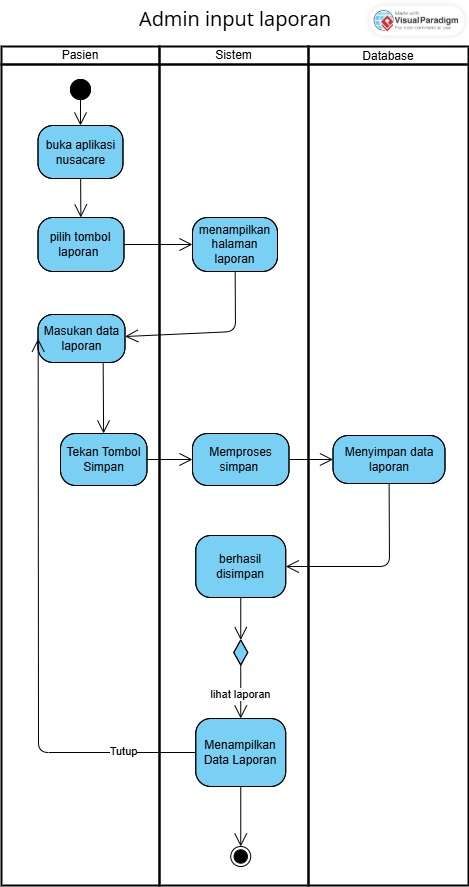 Admin input laporan
Made with
Visual Paradigm
For non-commercial use
Pasien
Sistem
Database
buka aplikasi
nusacare
pilih tombol
laporan
menampilkan
halaman
laporan
Masukan data
laporan
Tekan Tombol
Simpan
Memproses
simpan
Menyimpan data
laporan
berhasil
disimpan
lihat laporan
Menampilkan
Data Laporan
Tutup